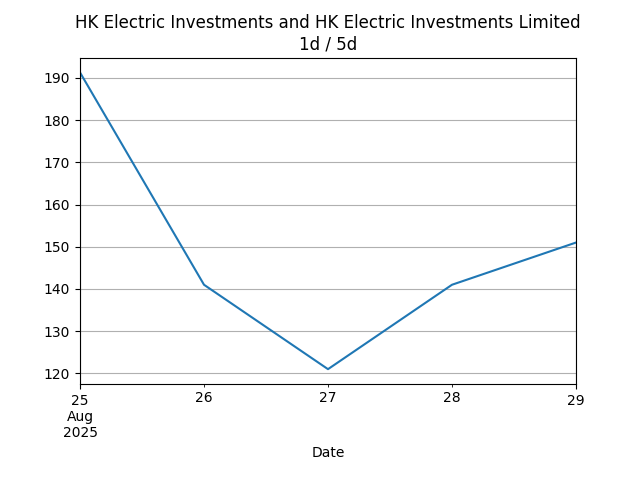 HK Electric Investments and HK Electric Investments Limited
1d / 5d
190
180
170
160
150
140
130
120
25 26 27 28 29
Aug
2025
Date